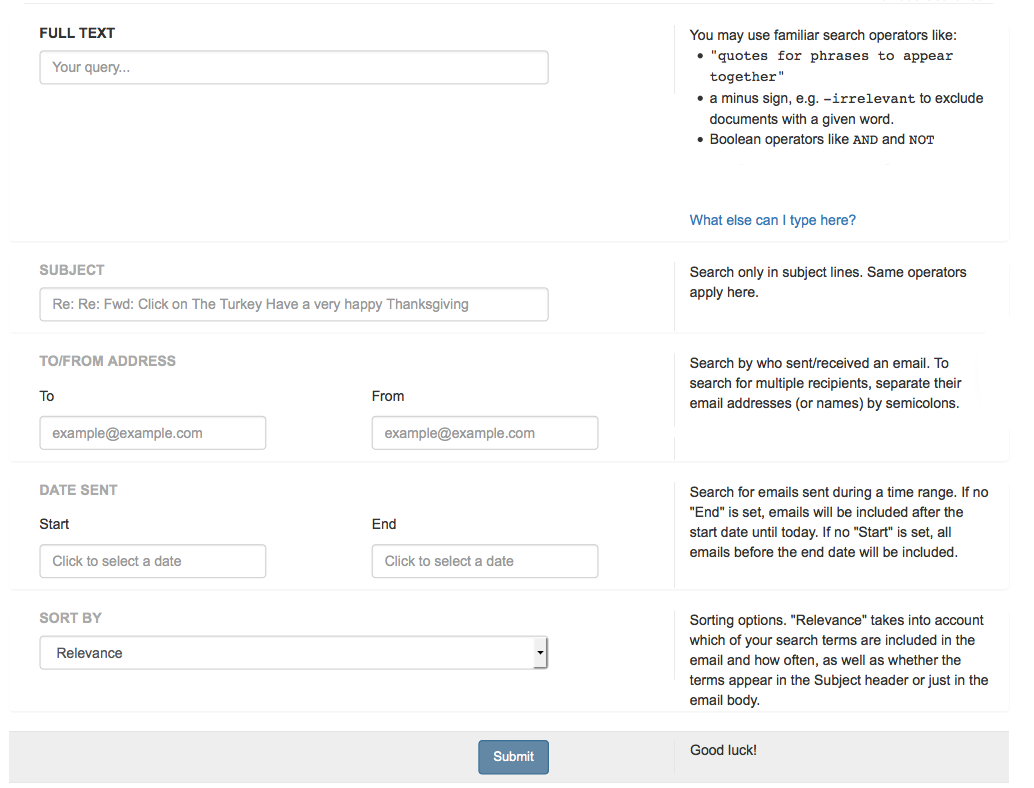 FULL TEXT
Your query...
You may use familiar search operators like:
• "quotes for phrases to appear
together"
• a minus sign, e.g. -irrelevant to exclude
documents with a given word.
• Boolean operators like AND and NOT
What else can I type here?
SUBJECT
Re: Re: Fwd: Click on The Turkey Have a very happy Thanksgiving
Search only in subject lines. Same operators
apply here.
TO/FROM ADDRESS
To
From
example@example.com
example@example.com
Search by who sent/received an email. To
search for multiple recipients, separate their
email addresses (or names) by semicolons.
DATE SENT
Start
End
Click to select a date
Click to select a date
Search for emails sent during a time range. If no
"End" is set, emails will be included after the
start date until today. If no "Start" is set, all
emails before the end date will be included.
SORT BY
Relevance
Sorting options. "Relevance" takes into account
which of your search terms are included in the
email and how often, as well as whether the
terms appear in the Subject header or just in the
email body.
Submit
Good luck!